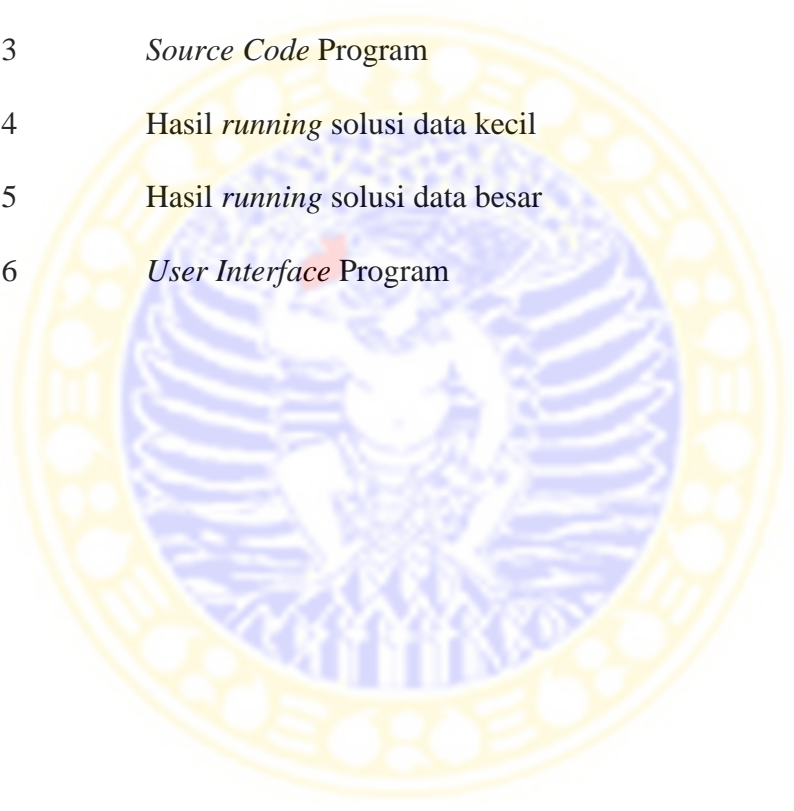 3 Source Code Program
4 Hasil running solusi data kecil
5 Hasil running solusi data besar
6 User Interface Program